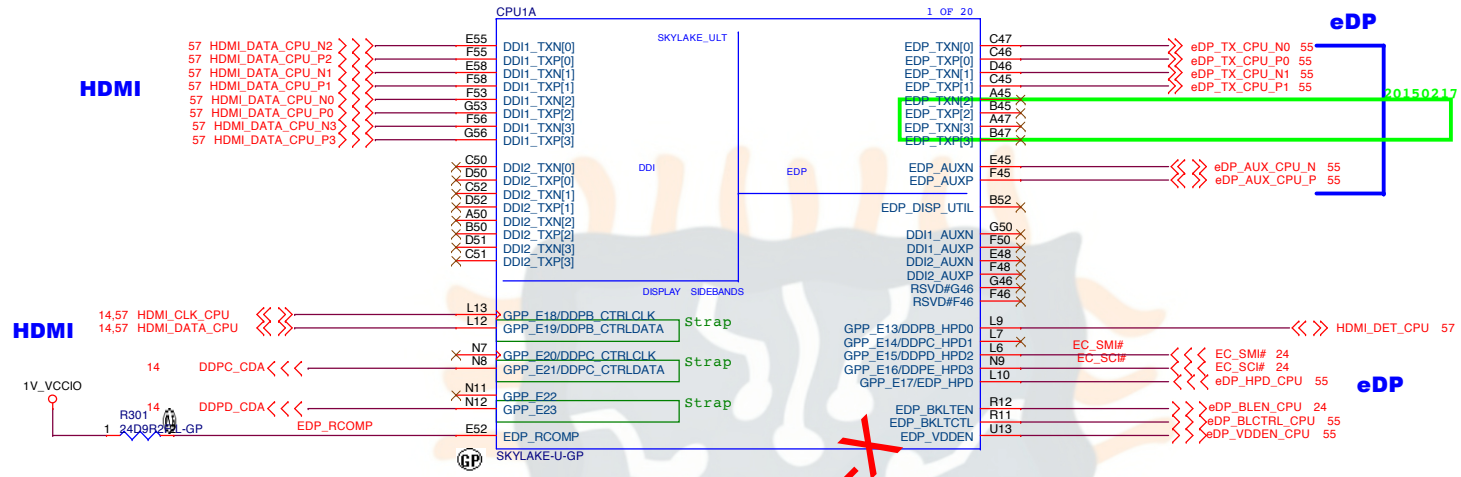 CPU1A
1 OF 20
SKYLAKE_ULT
eDP
HDMI
57 HDMI_DATA_CPU_N2 E55 DDI1_TXN[0]
57 HDMI_DATA_CPU_P2 F55 DDI1_TXP[0]
57 HDMI_DATA_CPU_N1 E58 DDI1_TXN[1]
57 HDMI_DATA_CPU_P1 F58 DDI1_TXP[1]
57 HDMI_DATA_CPU_N0 F53 DDI1_TXN[2]
57 HDMI_DATA_CPU_P0 G53 DDI1_TXP[2]
57 HDMI_DATA_CPU_N3 F56 DDI1_TXN[3]
57 HDMI_DATA_CPU_P3 G56 DDI1_TXP[3]
C50 DDI2_TXN[0]
D50 DDI2_TXP[0]
C52 DDI2_TXN[1]
D52 DDI2_TXP[1]
A50 DDI2_TXN[2]
B50 DDI2_TXP[2]
D51 DDI2_TXN[3]
C51 DDI2_TXP[3]
DDI
EDP
EDP_TXN[0] C47 eDP_TX_CPU_N0 55
EDP_TXP[0] C46 eDP_TX_CPU_P0 55
EDP_TXN[1] D46 eDP_TX_CPU_N1 55
EDP_TXP[1] C45 eDP_TX_CPU_P1 55
EDP_TXN[2] A45
20150217
EDP_TXP[2] B45
EDP_TXN[3] A47
EDP_TXP[3] B47
EDP_AUXN E45 eDP_AUX_CPU_N 55
EDP_AUXP F45 eDP_AUX_CPU_P 55
EDP_DISP_UTIL B52
DDI1_AUXN G50
DDI1_AUXP F50
DDI2_AUXN E48
DDI2_AUXP F48
RSVD#G46 G46
RSVD#F46 F46
DISPLAY SIDEBANDS
HDMI
14,57 HDMI_CLK_CPU L13 GPP_E18/DDPB_CTRLCLK
14,57 HDMI_DATA_CPU L12 GPP_E19/DDPB_CTRLDATA Strap
N7 GPP_E20/DDPC_CTRLCLK
14 DDPC_CDA N8 GPP_E21/DDPC_CTRLDATA Strap
N11 GPP_E22
14 DDPD_CDA N12 GPP_E23 Strap
1V_VCCIO
R301
1 24D9R2F-L-GP 2
EDP_RCOMP E52 EDP_RCOMP
GPP_E13/DDPB_HPD0 L9 HDMI_DET_CPU 57
GPP_E14/DDPC_HPD1 L7
GPP_E15/DDPD_HPD2 L6 EC_SMI# EC_SMI# 24
GPP_E16/DDPE_HPD3 N9 EC_SCI# EC_SCI# 24
GPP_E17/EDP_HPD L10 eDP_HPD_CPU 55
eDP
EDP_BKLTEN R12 eDP_BLEN_CPU 24
EDP_BKLTCTL R11 eDP_BLCTRL_CPU 55
EDP_VDDEN U13 eDP_VDDEN_CPU 55
GP
SKYLAKE-U-GP